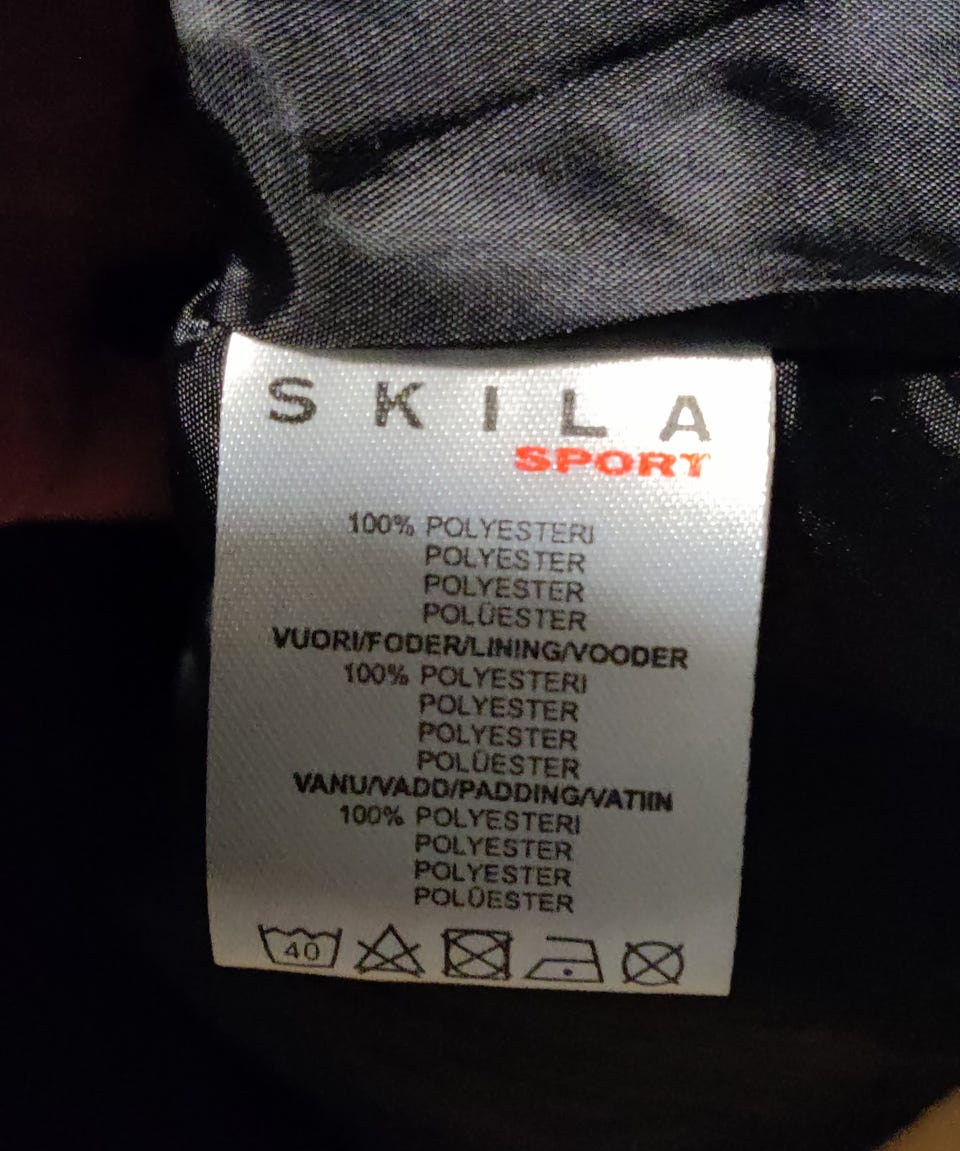 SKILA
SPORT
100% POLYESTERI
POLYESTER
POLYESTER
POLÜESTER
VUORI/FODER/LINING/VOODER
100% POLYESTERI
POLYESTER
POLYESTER
POLÜESTER
VANU/VADD/PADDING/VATIIN
100% POLYESTERI
POLYESTER
POLYESTER
POLÜESTER
40